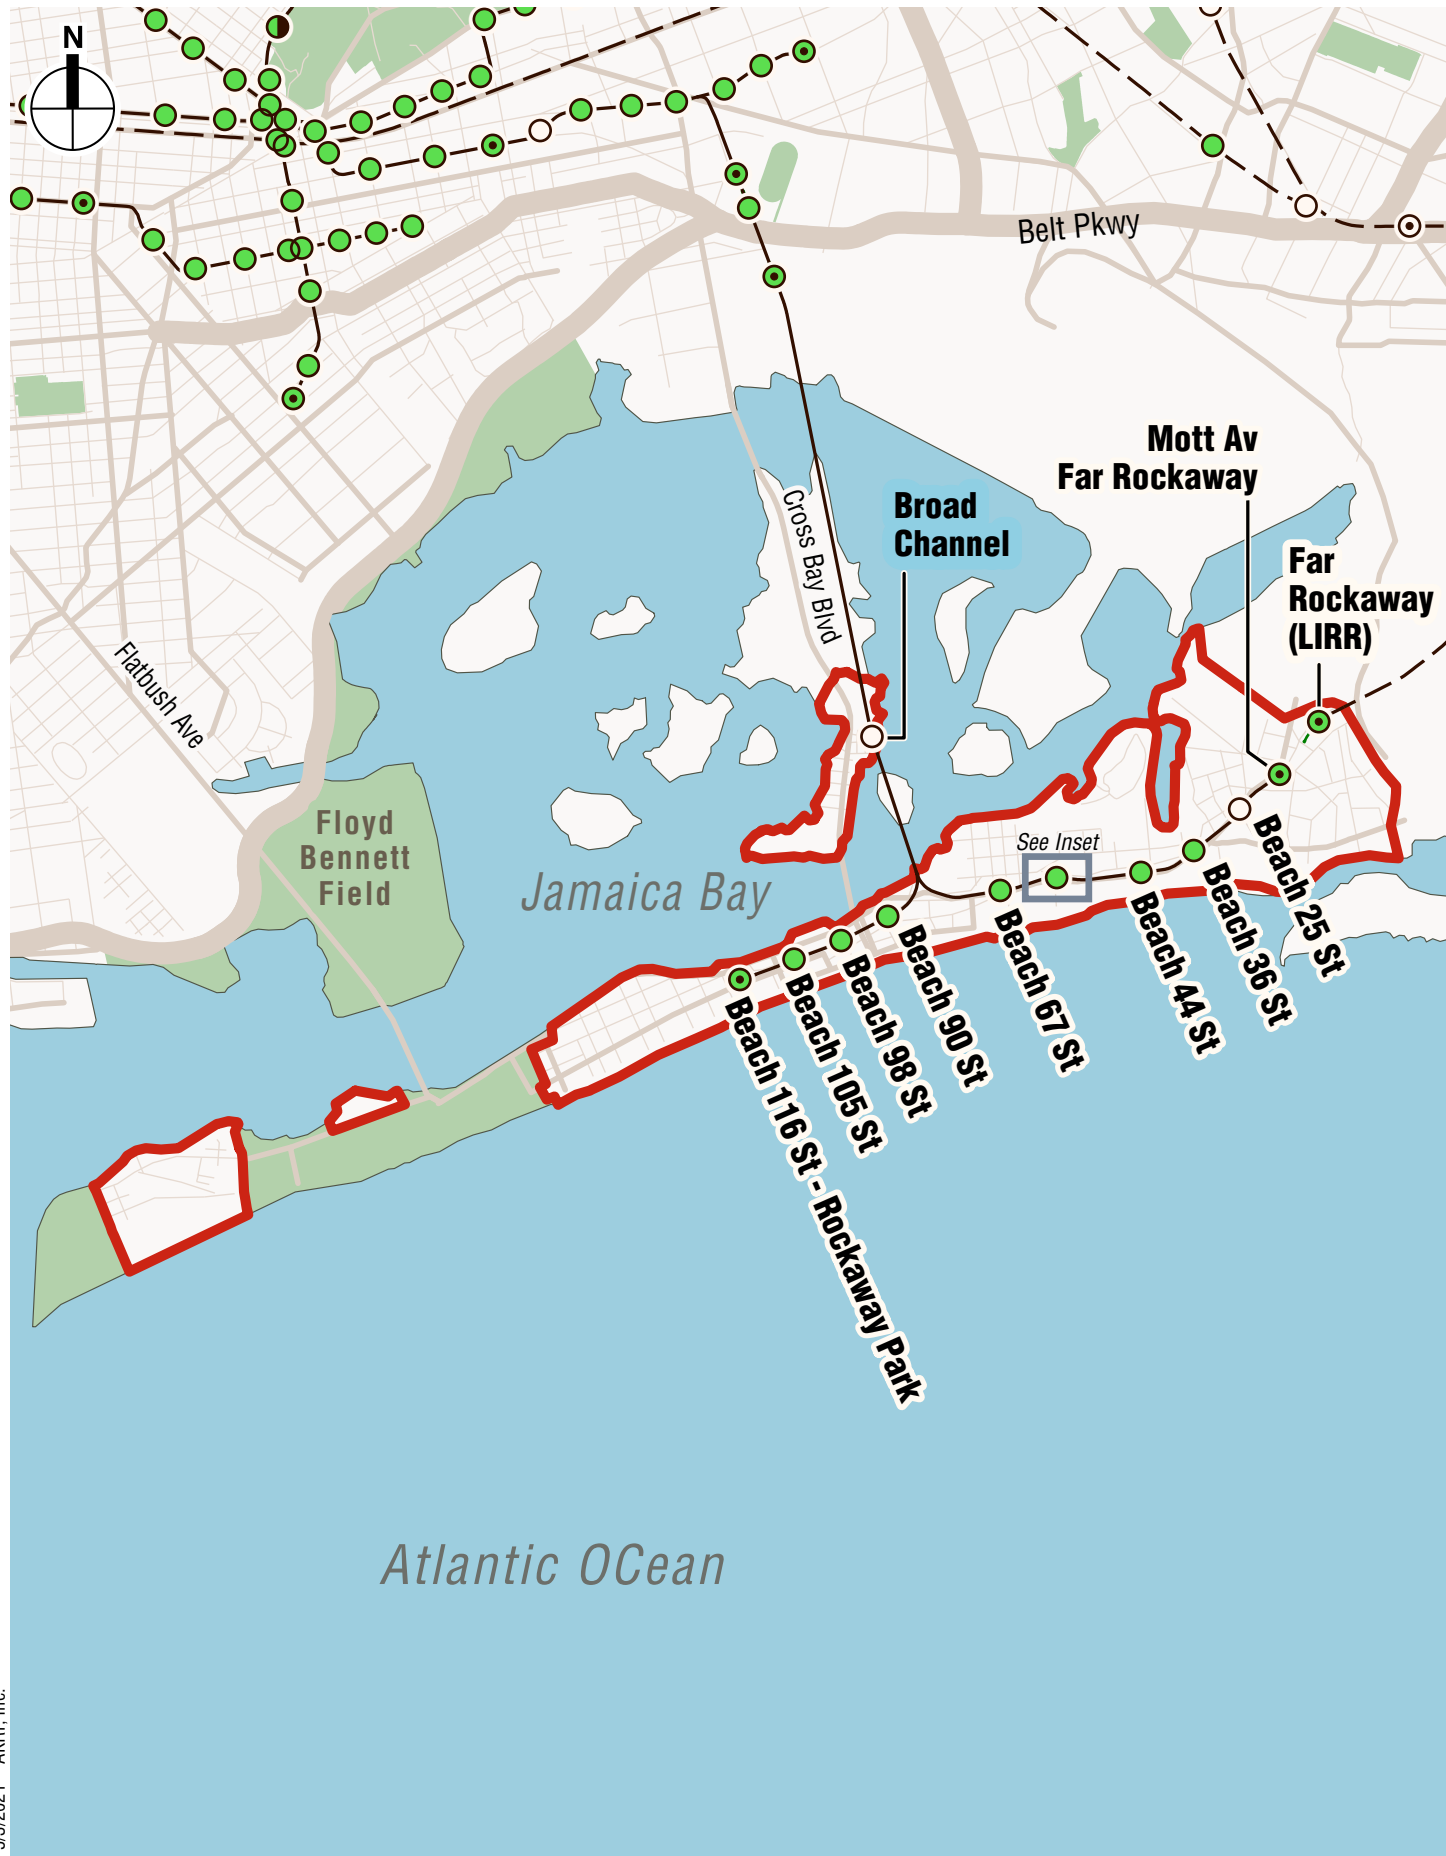 N
Belt Pkwy
Mott Av
Far Rockaway
Broad
Channel
Cross Bay Blvd
Far
Rockaway
(LIRR)
Flatbush Ave
Floyd
Bennett
Field
See Inset
Jamaica Bay
Beach 25 St
Beach 36 St
Beach 44 St
Beach 67 St
Beach 90 St
Beach 98 St
Beach 105 St
Beach 116 St - Rockaway Park
Atlantic OCean